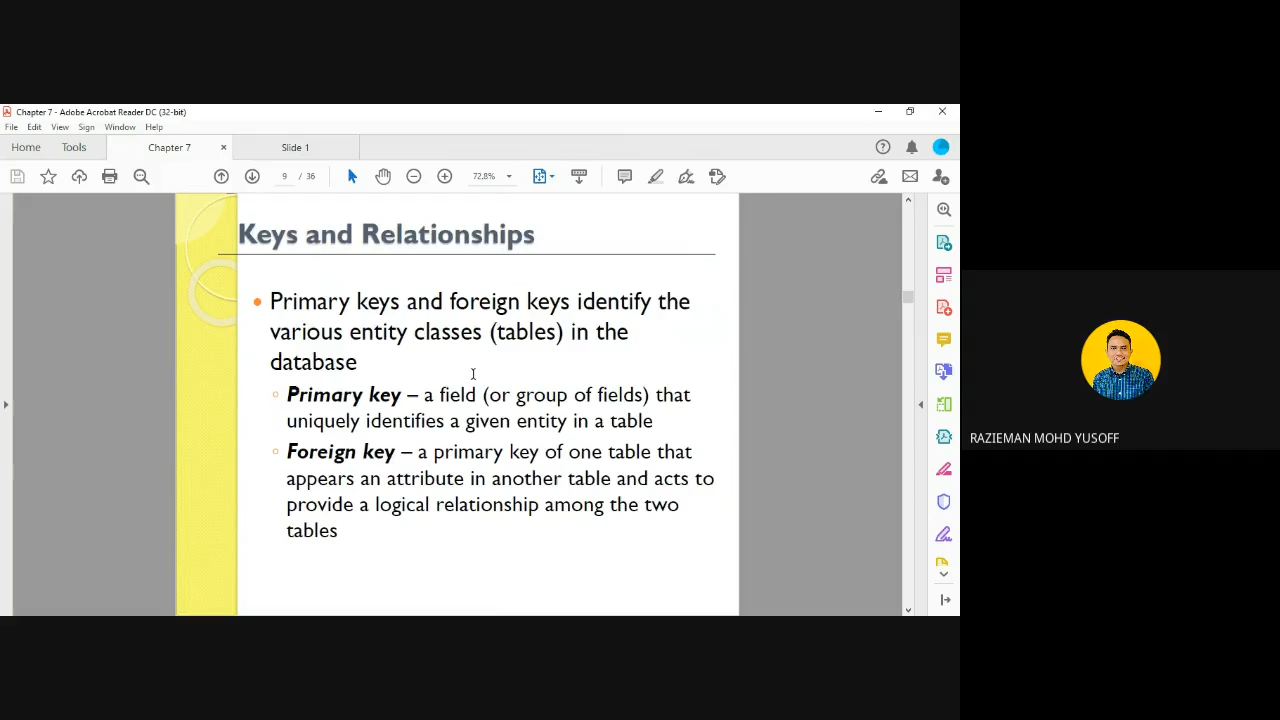 Chapter 7 - Adobe Acrobat Reader DC (32-bit)
File Edit View Sign Window Help
Home Tools Chapter 7 × Slide 1
9 / 36 72.8%
Keys and Relationships
• Primary keys and foreign keys identify the
various entity classes (tables) in the
database
◦ Primary key – a field (or group of fields) that
uniquely identifies a given entity in a table
◦ Foreign key – a primary key of one table that
appears an attribute in another table and acts to
provide a logical relationship among the two
tables
RAZIEMAN MOHD YUSOFF